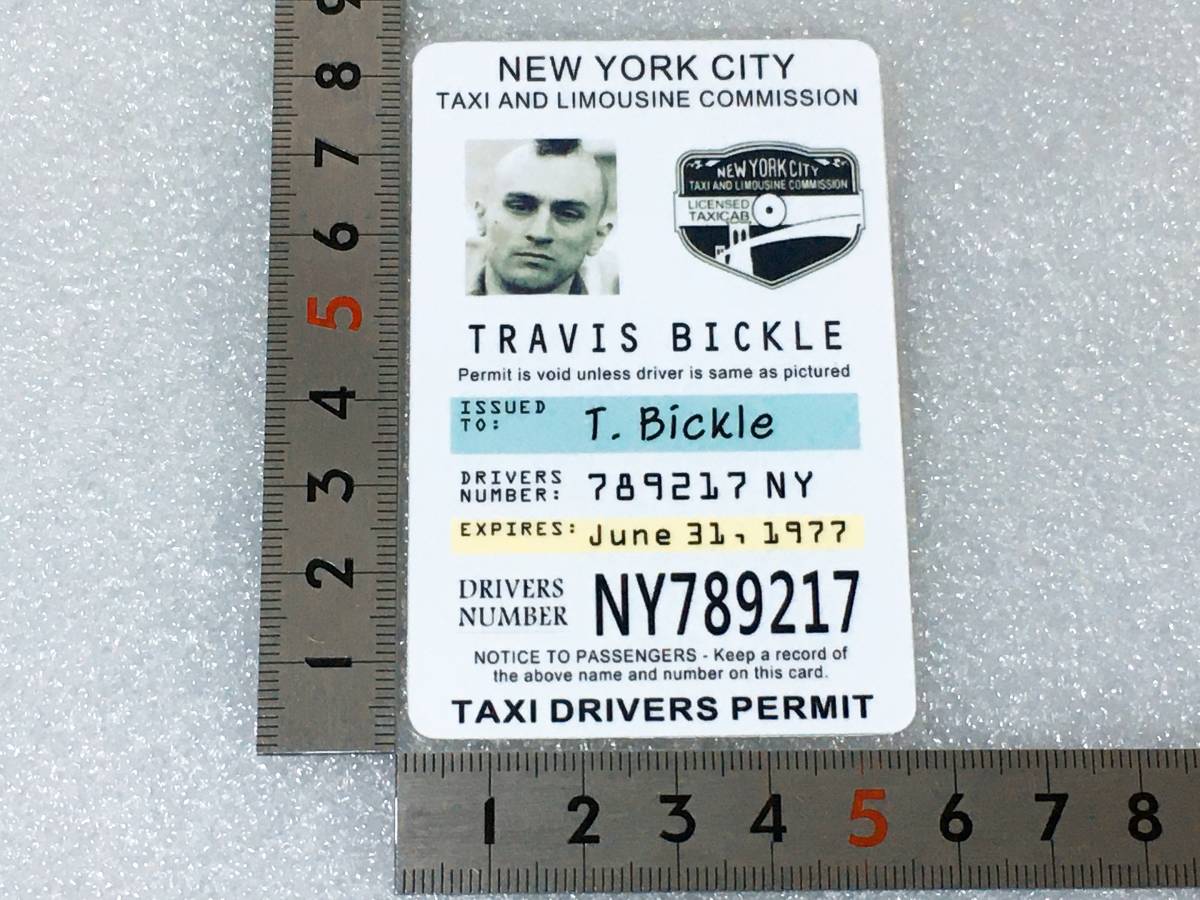 NEW YORK CITY
TAXI AND LIMOUSINE COMMISSION
NEW YORK CITY
TAXI AND LIMOUSINE COMMISSION
LICENSED
TAXICAB
TRAVIS BICKLE
Permit is void unless driver is same as pictured
ISSUED
TO:
T. Bickle
DRIVERS
NUMBER:
789217 NY
EXPIRES: June 31, 1977
DRIVERS
NUMBER
NY789217
NOTICE TO PASSENGERS - Keep a record of
the above name and number on this card.
TAXI DRIVERS PERMIT
9
8
7
6
5
4
3
2
1
1 2 3 4 5 6 7 8